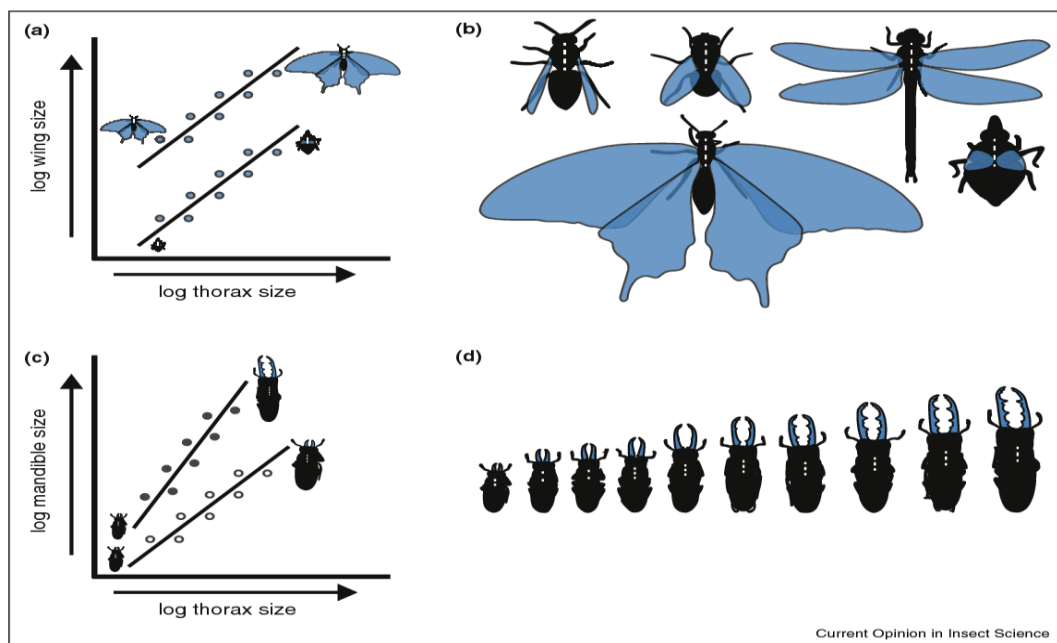 (a)
log wing size
log thorax size
(b)
(c)
log mandible size
log thorax size
(d)
Current Opinion in Insect Science